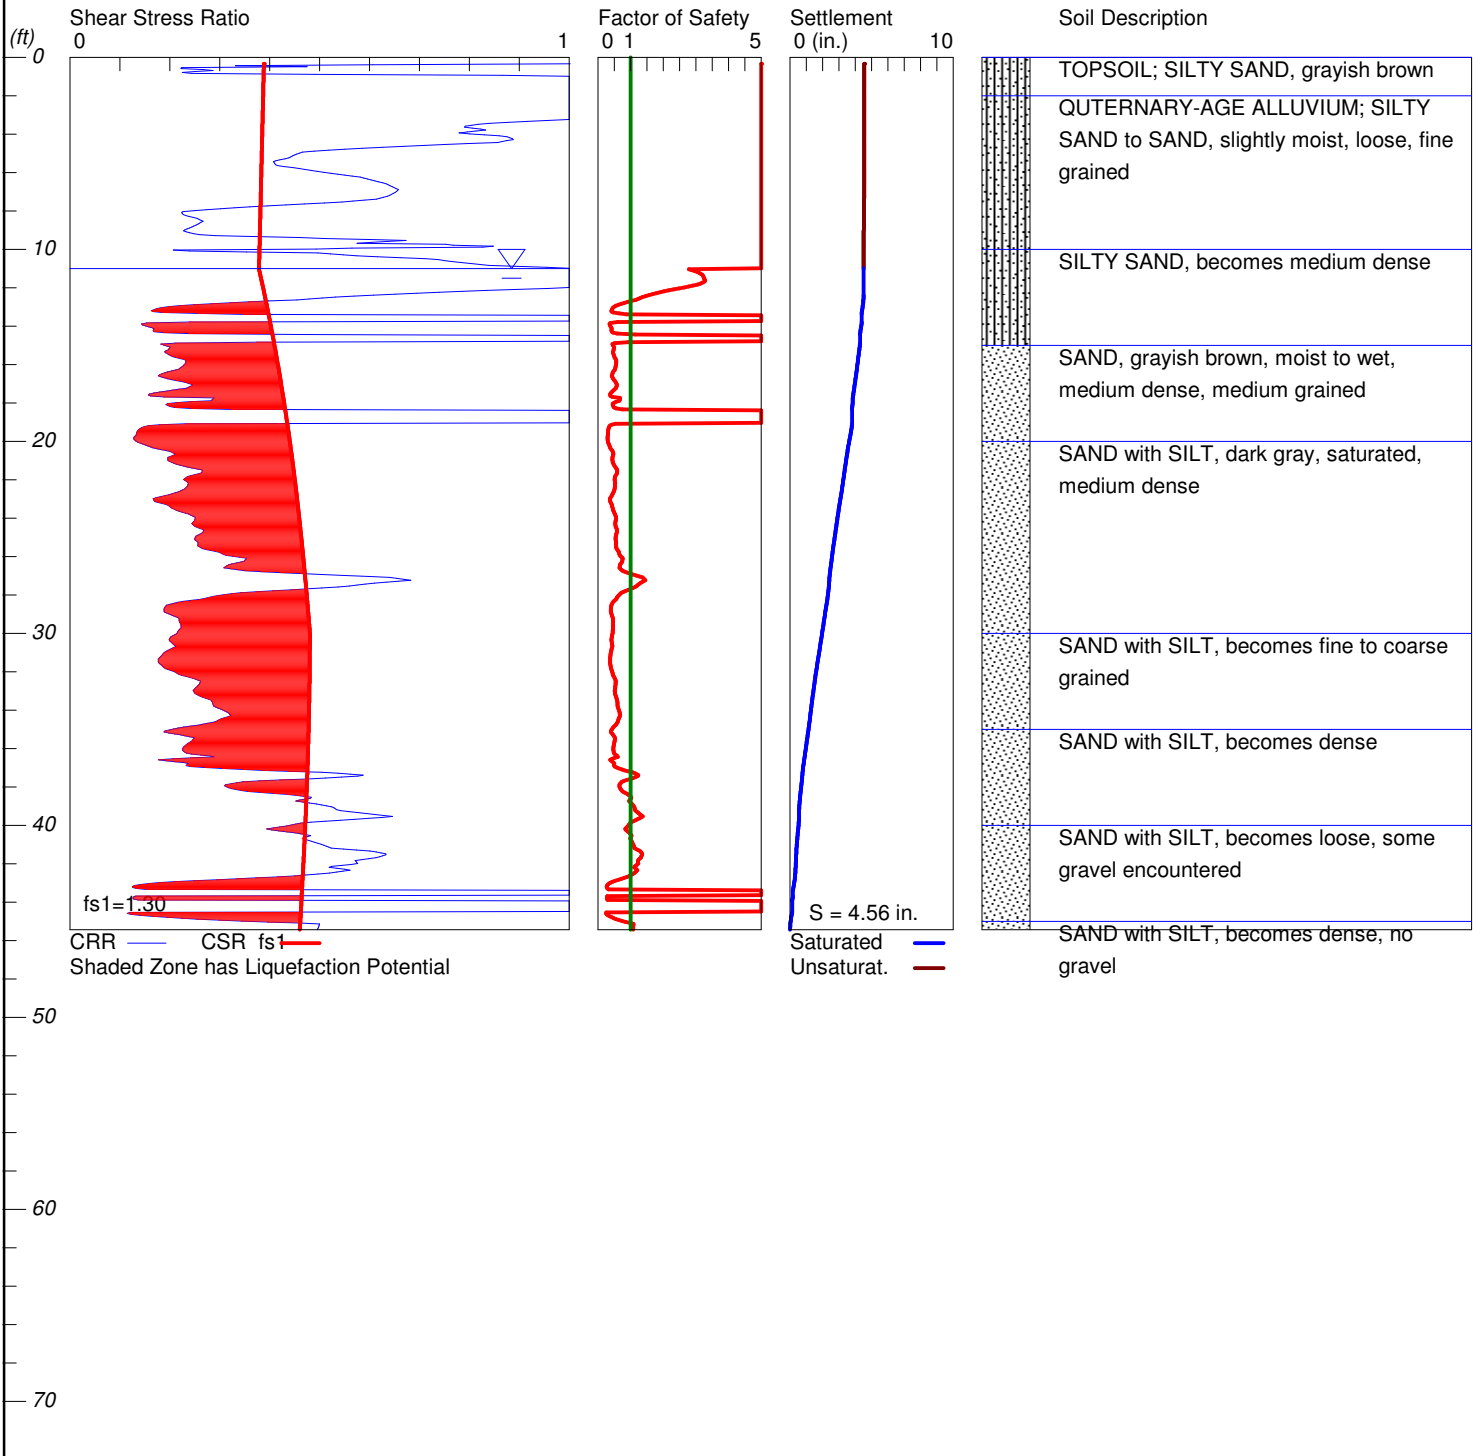 Shear Stress Ratio Factor of Safety Settlement Soil Description
(ft) 0 1 0 1 5 0 (in.) 10
0
TOPSOIL; SILTY SAND, grayish brown
QUTERNARY-AGE ALLUVIUM; SILTY
SAND to SAND, slightly moist, loose, fine
grained
10
SILTY SAND, becomes medium dense
SAND, grayish brown, moist to wet,
medium dense, medium grained
20
SAND with SILT, dark gray, saturated,
medium dense
30
SAND with SILT, becomes fine to coarse
grained
SAND with SILT, becomes dense
40
SAND with SILT, becomes loose, some
gravel encountered
fs1=1.30 S = 4.56 in.
SAND with SILT, becomes dense, no
gravel
CRR CSR fs1 Saturated
Shaded Zone has Liquefaction Potential Unsaturat.
50
60
70